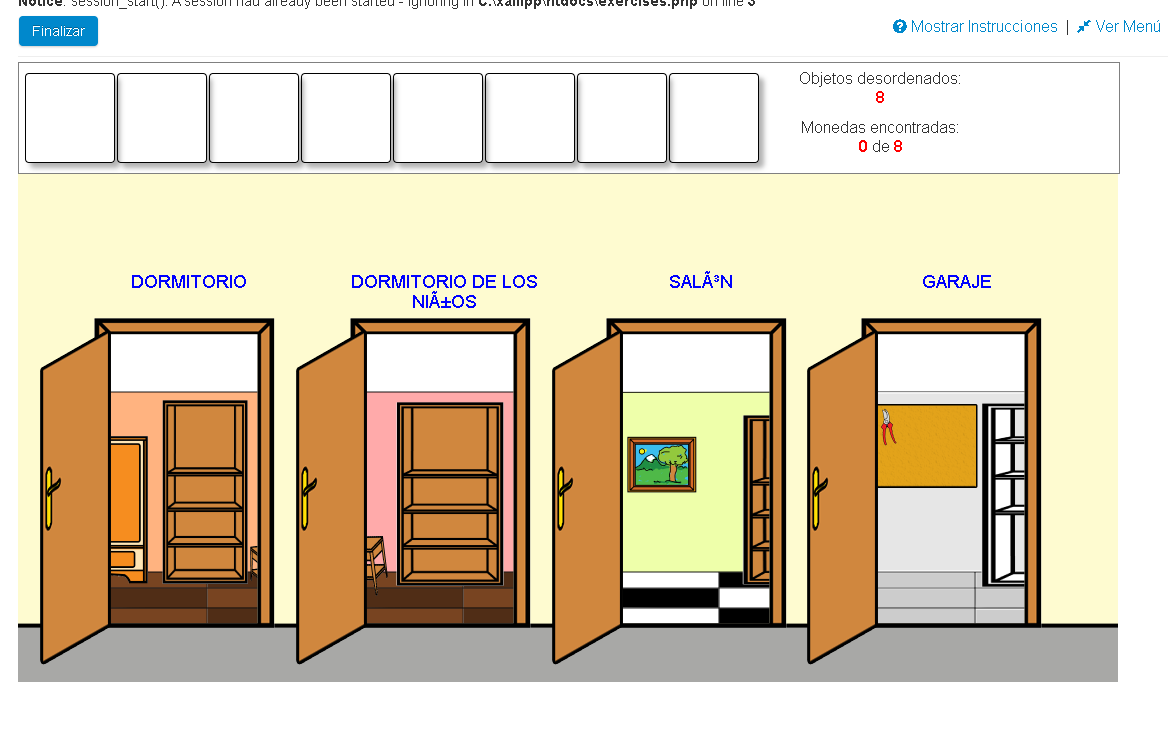 Notice: session_start(): A session had already been started - ignoring in C:\xampp\htdocs\exercises.php on line 3
Finalizar
Mostrar Instrucciones | Ver Menú
Objetos desordenados:
8
Monedas encontradas:
0 de 8
DORMITORIO
DORMITORIO DE LOS
NIÃ±OS
SALÃ³N
GARAJE